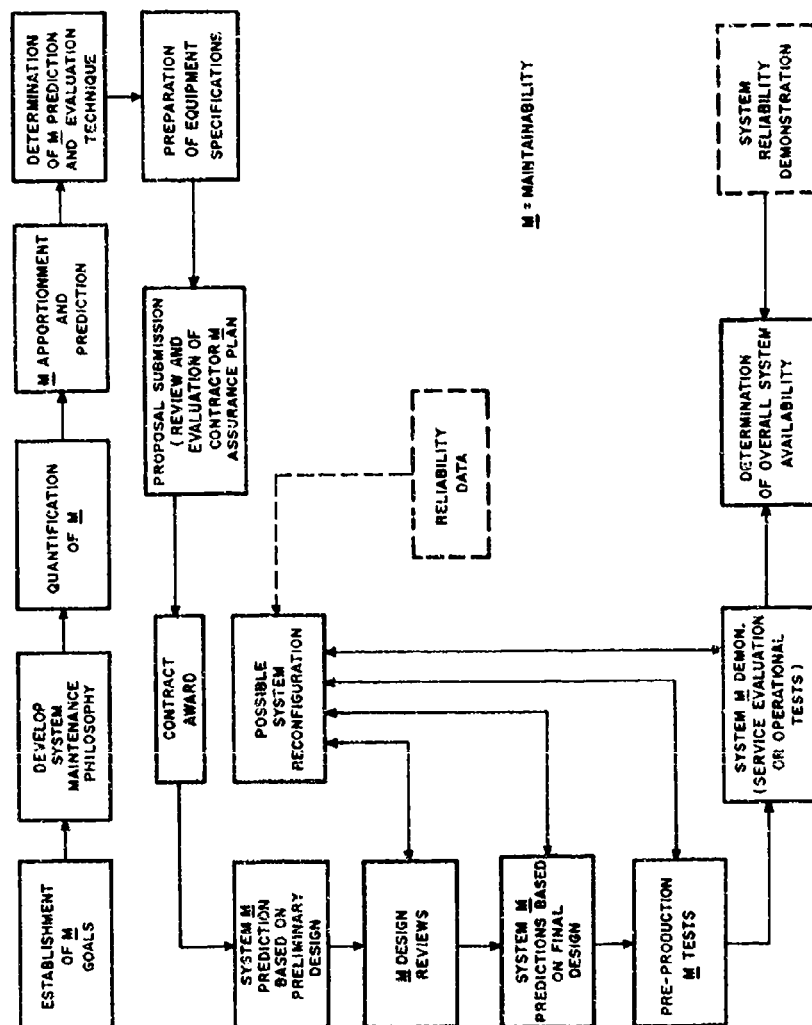 ESTABLISHMENT
OF M
GOALS
DEVELOP
SYSTEM
MAINTENANCE
PHILOSOPHY
QUANTIFICATION
OF M
M APPORTIONMENT
AND
PREDICTION
DETERMINATION
OF M PREDICTION
AND EVALUATION
TECHNIQUE
PREPARATION
OF EQUIPMENT
SPECIFICATIONS
PROPOSAL SUBMISSION
(REVIEW AND
EVALUATION OF
CONTRACTOR M
ASSURANCE PLAN
CONTRACT
AWARD
SYSTEM M
PREDICTION
BASED ON
PRELIMINARY
DESIGN
M DESIGN
REVIEWS
SYSTEM M
PREDICTIONS BASED
ON FINAL
DESIGN
PRE-PRODUCTION
M TESTS
POSSIBLE
SYSTEM
RECONFIGURATION
RELIABILITY
DATA
SYSTEM M DEMON.
(SERVICE EVALUATION
OR OPERATIONAL
TESTS)
DETERMINATION
OF OVERALL SYSTEM
AVAILABILITY
SYSTEM
RELIABILITY
DEMONSTRATION
M = MAINTAINABILITY